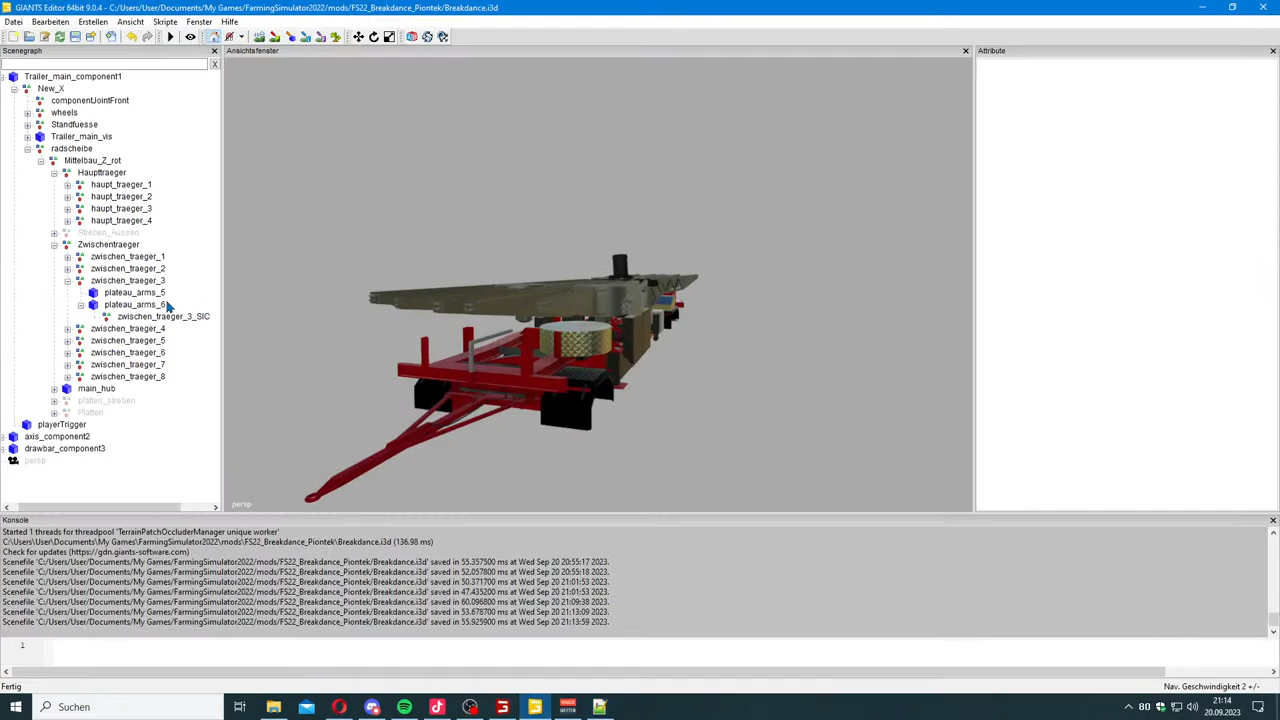 GIANTS Editor 64bit 9.0.4 - C:/Users/User/Documents/My Games/FarmingSimulator2022/mods/FS22_Breakdance_Piontek/Breakdance.i3d
Datei Bearbeiten Erstellen Ansicht Skripte Fenster Hilfe
Scenegraph
Ansichtsfenster
Attribute
X
Trailer_main_component1
New_X
componentJointFront
wheels
Standfuesse
Trailer_main_vis
radscheibe
Mittelbau_Z_rot
Haupttraeger
haupt_traeger_1
haupt_traeger_2
haupt_traeger_3
haupt_traeger_4
Streben_Aussen
Zwischentraeger
zwischen_traeger_1
zwischen_traeger_2
zwischen_traeger_3
plateau_arms_5
plateau_arms_6
zwischen_traeger_3_SIC
zwischen_traeger_4
zwischen_traeger_5
zwischen_traeger_6
zwischen_traeger_7
zwischen_traeger_8
main_hub
platten_streben
Platten
playerTrigger
axis_component2
drawbar_component3
persp
persp
Konsole
Started 1 threads for threadpool 'TerrainPatchOccluderManager unique worker'
C:\Users\User\Documents\My Games\FarmingSimulator2022\mods\FS22_Breakdance_Piontek\Breakdance.i3d (136.98 ms)
Check for updates (https://gdn.giants-software.com)
Scenefile 'C:/Users/User/Documents/My Games/FarmingSimulator2022/mods/FS22_Breakdance_Piontek/Breakdance.i3d' saved in 55.357500 ms at Wed Sep 20 20:55:17 2023.
Scenefile 'C:/Users/User/Documents/My Games/FarmingSimulator2022/mods/FS22_Breakdance_Piontek/Breakdance.i3d' saved in 52.057800 ms at Wed Sep 20 20:55:18 2023.
Scenefile 'C:/Users/User/Documents/My Games/FarmingSimulator2022/mods/FS22_Breakdance_Piontek/Breakdance.i3d' saved in 50.371700 ms at Wed Sep 20 21:01:53 2023.
Scenefile 'C:/Users/User/Documents/My Games/FarmingSimulator2022/mods/FS22_Breakdance_Piontek/Breakdance.i3d' saved in 47.435200 ms at Wed Sep 20 21:01:53 2023.
Scenefile 'C:/Users/User/Documents/My Games/FarmingSimulator2022/mods/FS22_Breakdance_Piontek/Breakdance.i3d' saved in 60.096800 ms at Wed Sep 20 21:09:38 2023.
Scenefile 'C:/Users/User/Documents/My Games/FarmingSimulator2022/mods/FS22_Breakdance_Piontek/Breakdance.i3d' saved in 53.678700 ms at Wed Sep 20 21:13:09 2023.
Scenefile 'C:/Users/User/Documents/My Games/FarmingSimulator2022/mods/FS22_Breakdance_Piontek/Breakdance.i3d' saved in 55.925900 ms at Wed Sep 20 21:13:59 2023.
1
Fertig
Nav. Geschwindigkeit 2 +/-
Suchen
21:14
20.09.2023